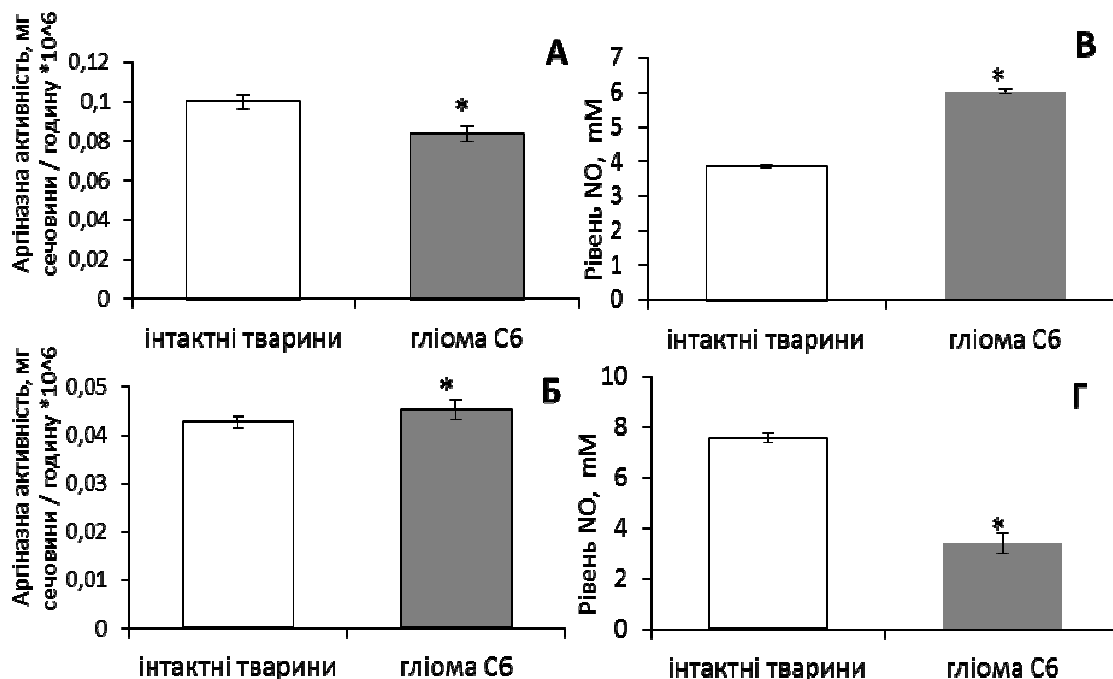 Аргіназна активність, мг
сечовини / годину *10^6
А
0,12
0,1
0,08
0,06
0,04
0,02
0
*
інтактні тварини
гліома С6
Рівень NO, mM
В
7
6
5
4
3
2
1
0
*
інтактні тварини
гліома С6
Аргіназна активність, мг
сечовини / годину *10^6
Б
0,05
0,04
0,03
0,02
0,01
0
*
інтактні тварини
гліома С6
Рівень NO, mM
Г
10
8
6
4
2
0
*
інтактні тварини
гліома С6